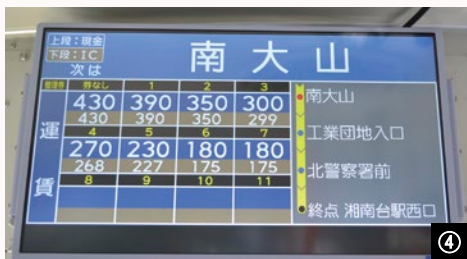 上段:現金
下段:IC
次は 南大山
整理券 券なし 1 2 3
430 390 350 300
430 390 350 299
4 5 6 7
270 230 180 180
268 227 175 175
8 9 10 11
運賃
南大山
工業団地入口
北警察署前
終点 湘南台駅西口
④